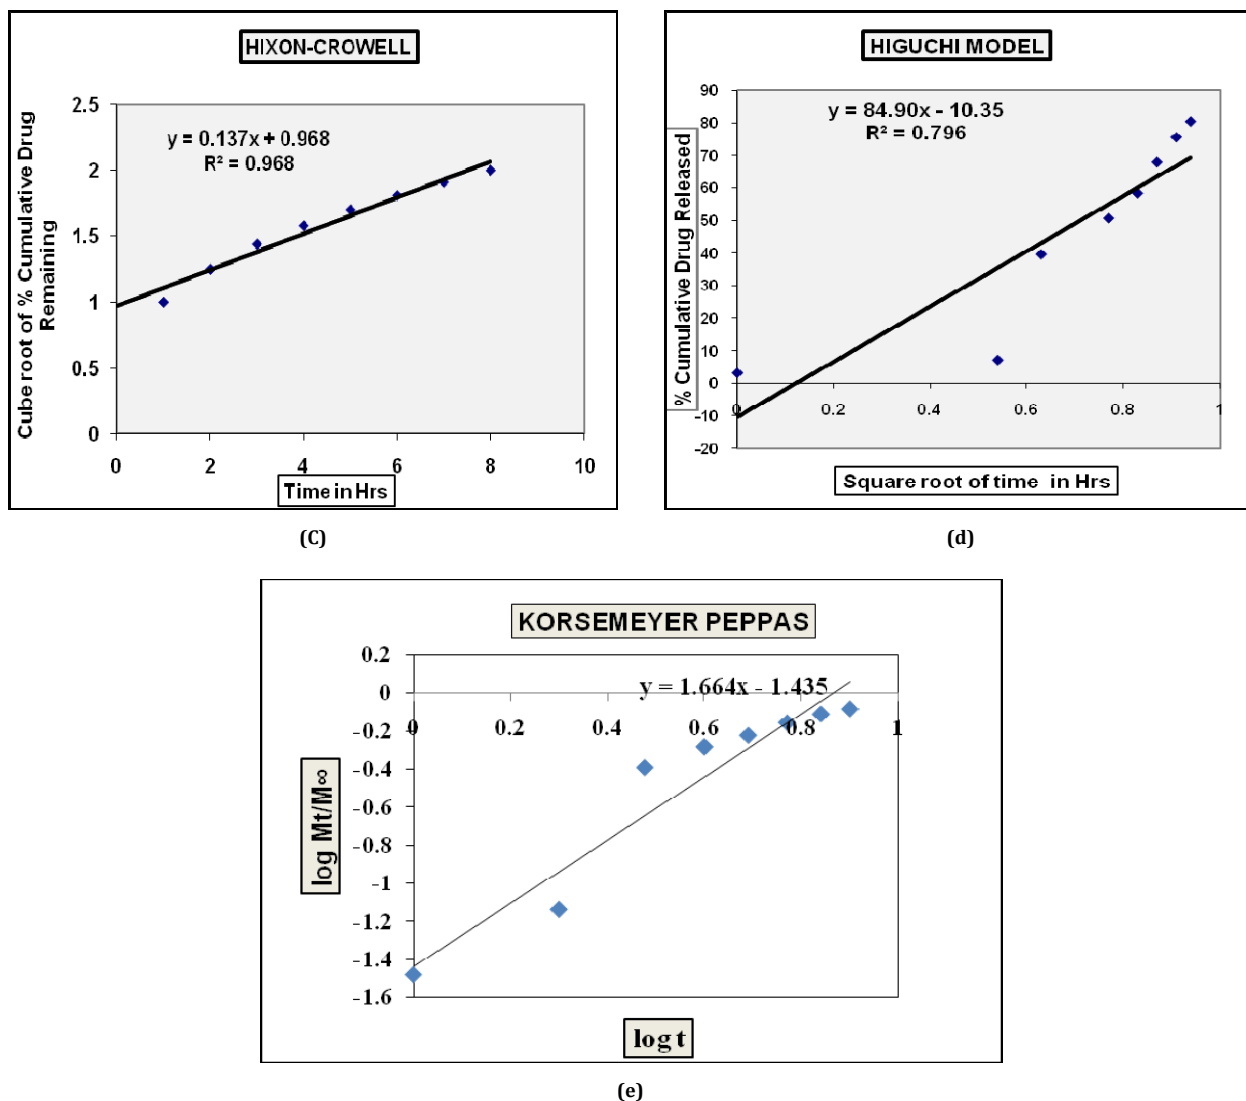 HIXON-CROWELL
y = 0.137x + 0.968
R² = 0.968
Cube root of % Cumulative Drug
Remaining
2.5
2
1.5
1
0.5
0
0 2 4 6 8 10
Time in Hrs
(C)
HIGUCHI MODEL
y = 84.90x - 10.35
R² = 0.796
% Cumulative Drug Released
90
80
70
60
50
40
30
20
10
0
-10
-20
0 0.2 0.4 0.6 0.8 1
Square root of time in Hrs
(d)
KORSEMEYER PEPPAS
y = 1.664x - 1.435
log Mt/M∞
0.2
0
-0.2
-0.4
-0.6
-0.8
-1
-1.2
-1.4
-1.6
0 0.2 0.4 0.6 0.8 1
log t
(e)